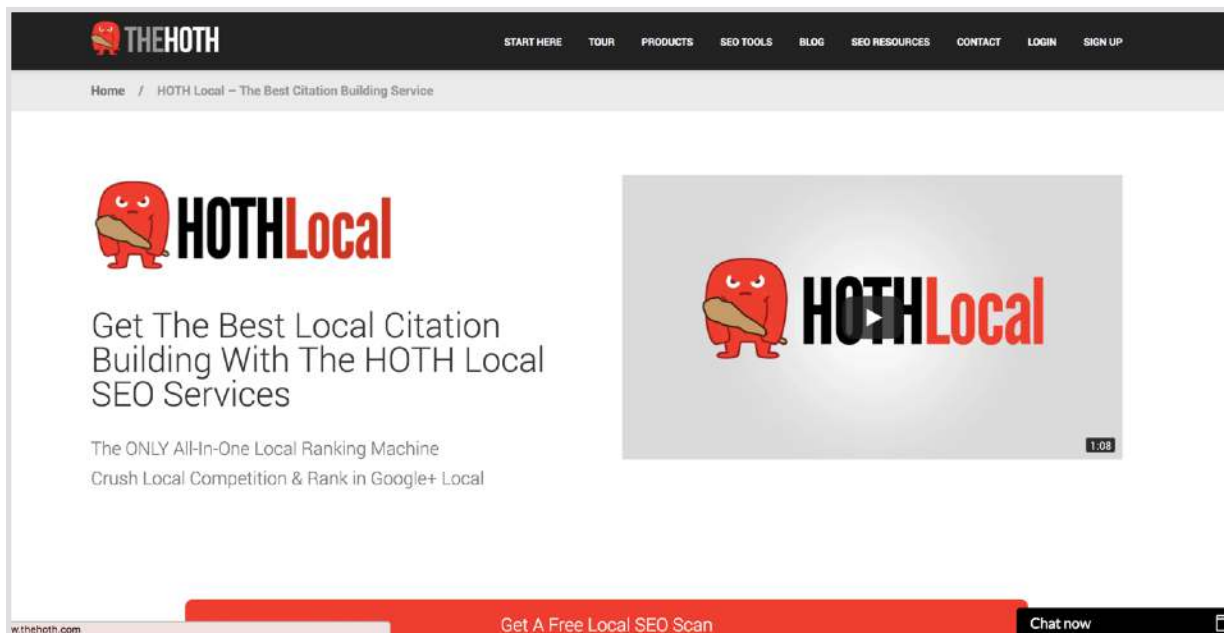 THEHOTH
START HERE TOUR PRODUCTS SEO TOOLS BLOG SEO RESOURCES CONTACT LOGIN SIGN UP
Home / HOTH Local – The Best Citation Building Service
HOTHLocal
Get The Best Local Citation
Building With The HOTH Local
SEO Services
The ONLY All-In-One Local Ranking Machine
Crush Local Competition & Rank in Google+ Local
HOTHLocal
1:08
Get A Free Local SEO Scan
Chat now
w.thehoth.com